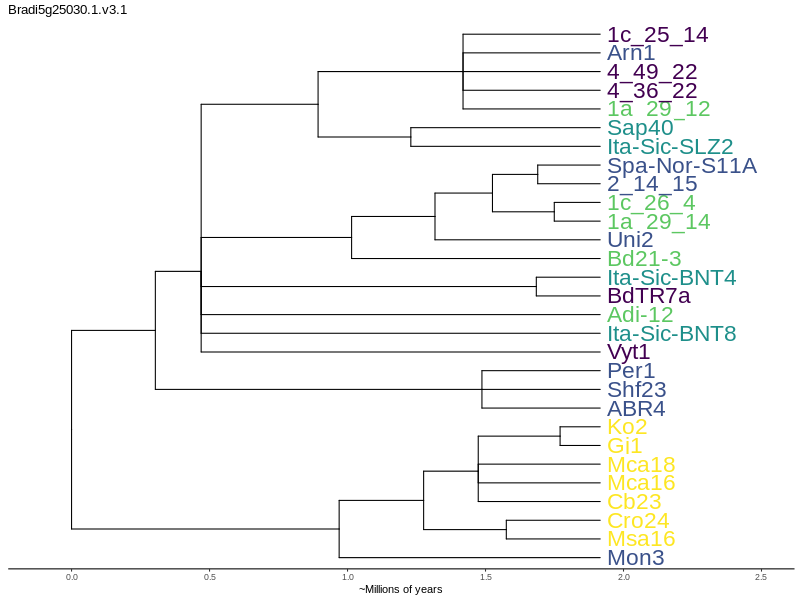 Bradi5g25030.1.v3.1
1c_25_14
Arn1
4_49_22
4_36_22
1a_29_12
Sap40
Ita-Sic-SLZ2
Spa-Nor-S11A
2_14_15
1c_26_4
1a_29_14
Uni2
Bd21-3
Ita-Sic-BNT4
BdTR7a
Adi-12
Ita-Sic-BNT8
Vyt1
Per1
Shf23
ABR4
Ko2
Gi1
Mca18
Mca16
Cb23
Cro24
Msa16
Mon3
0.0 0.5 1.0 1.5 2.0 2.5
~Millions of years